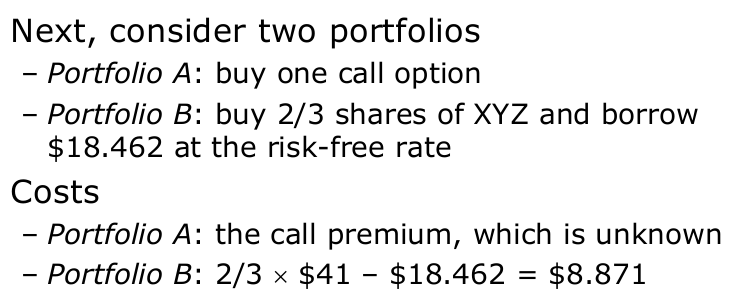 Next, consider two portfolios
– Portfolio A: buy one call option
– Portfolio B: buy 2/3 shares of XYZ and borrow
$18.462 at the risk-free rate
Costs
– Portfolio A: the call premium, which is unknown
– Portfolio B: 2/3 × $41 – $18.462 = $8.871